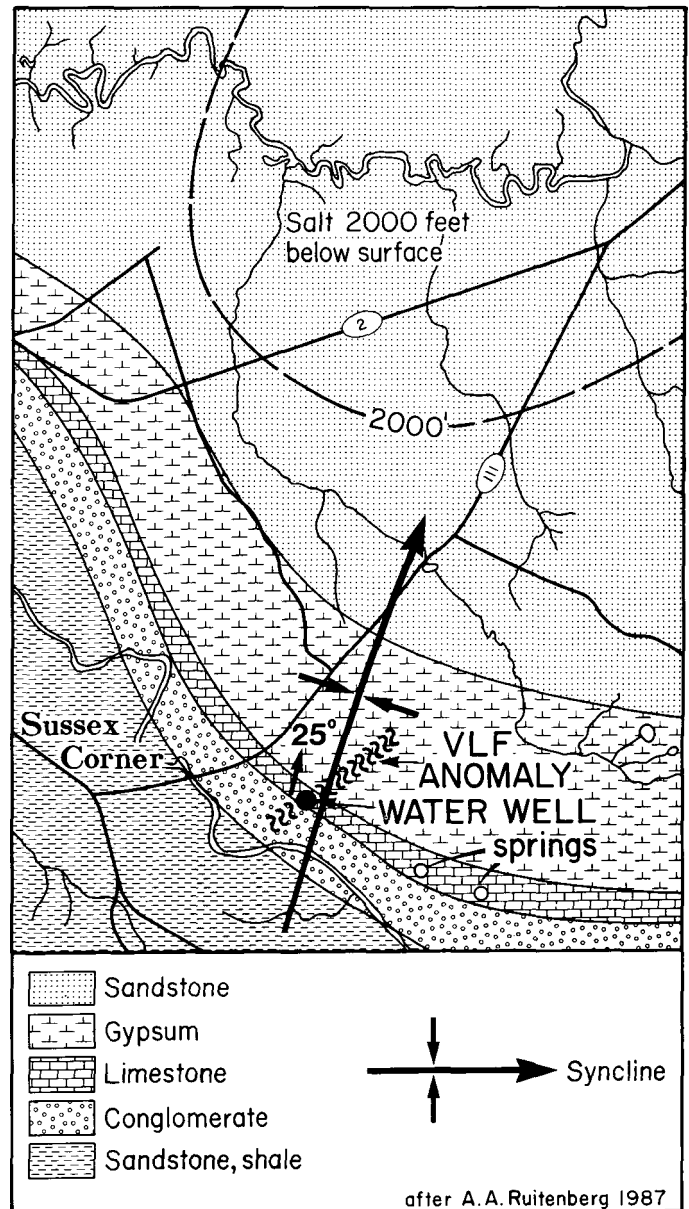 Salt 2000 feet
below surface
2
2000'
111
Sussex
Corner
25°
VLF
ANOMALY
WATER WELL
springs
Sandstone
Gypsum
Limestone
Conglomerate
Sandstone, shale
Syncline
after A.A. Ruitenberg 1987